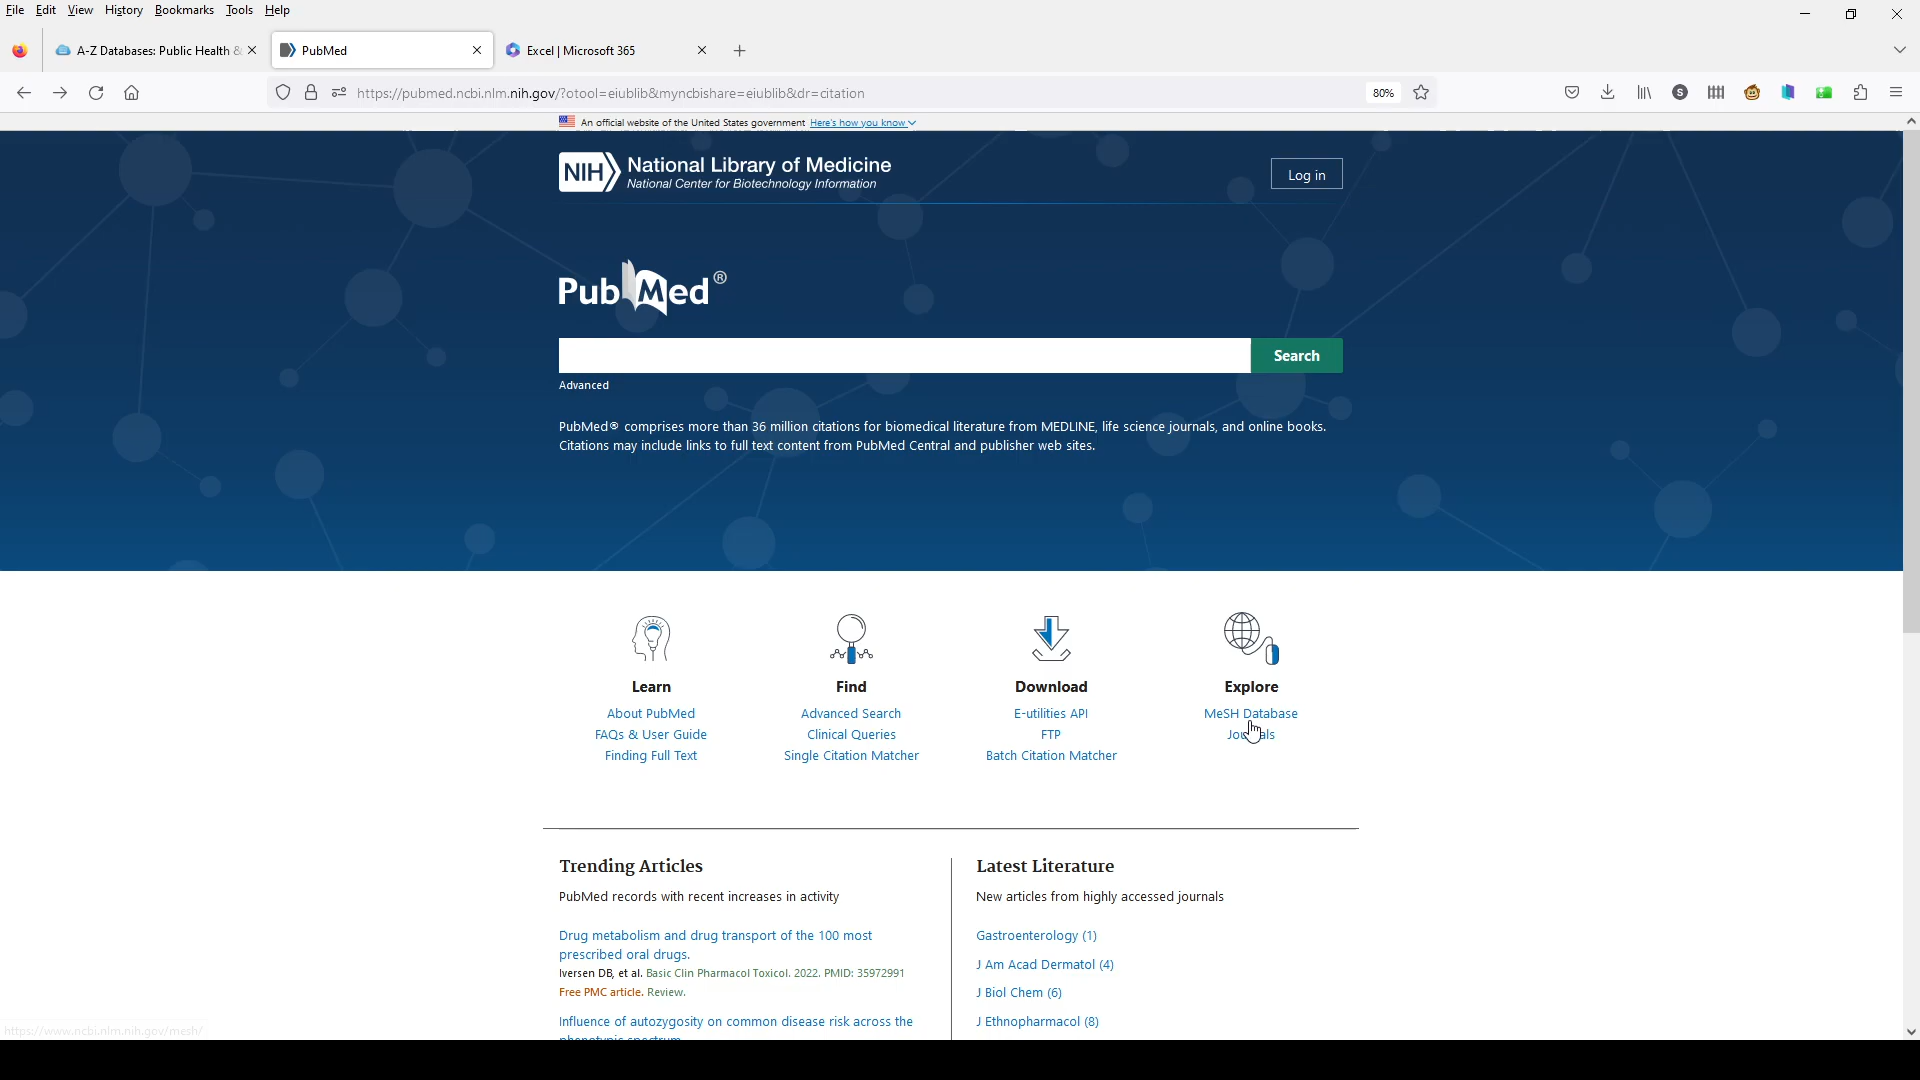 File Edit View History Bookmarks Tools Help
A-Z Databases: Public Health &
PubMed
Excel | Microsoft 365
https://pubmed.ncbi.nlm.nih.gov/?otool=eiublib&myncbishare=eiublib&dr=citation
80%
S
An official website of the United States government Here's how you know
NIH National Library of Medicine
National Center for Biotechnology Information
Log in
PubMed®
Search
Advanced
PubMed® comprises more than 36 million citations for biomedical literature from MEDLINE, life science journals, and online books.
Citations may include links to full text content from PubMed Central and publisher web sites.
Learn
About PubMed
FAQs & User Guide
Finding Full Text
Find
Advanced Search
Clinical Queries
Single Citation Matcher
Download
E-utilities API
FTP
Batch Citation Matcher
Explore
MeSH Database
Journals
Trending Articles
PubMed records with recent increases in activity
Drug metabolism and drug transport of the 100 most
prescribed oral drugs.
Iversen DB, et al. Basic Clin Pharmacol Toxicol. 2022. PMID: 35972991
Free PMC article. Review.
Influence of autozygosity on common disease risk across the
phenotypic spectrum.
Latest Literature
New articles from highly accessed journals
Gastroenterology (1)
J Am Acad Dermatol (4)
J Biol Chem (6)
J Ethnopharmacol (8)
https://www.ncbi.nlm.nih.gov/mesh/